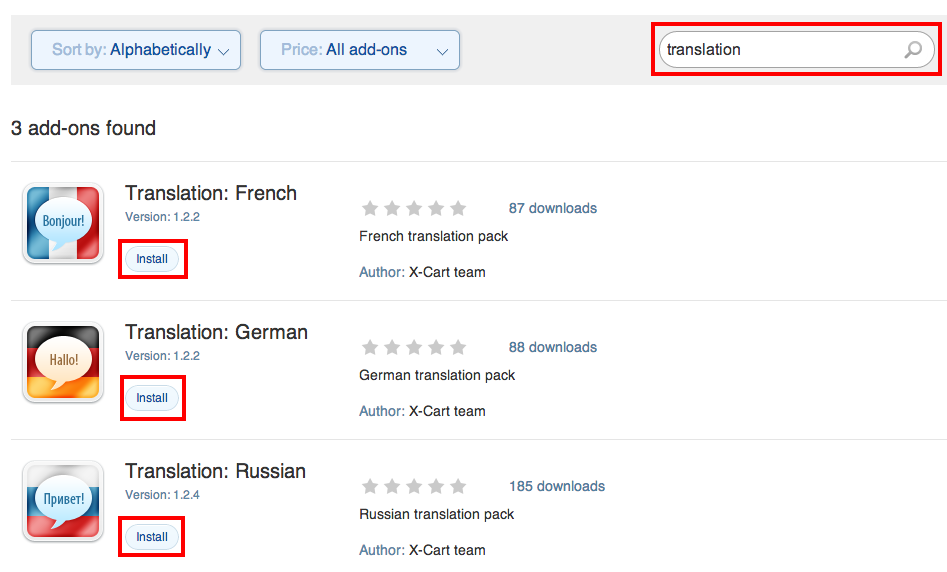 Sort by: Alphabetically
Price: All add-ons
translation
3 add-ons found
Bonjour!
Translation: French
Version: 1.2.2
Install
87 downloads
French translation pack
Author: X-Cart team
Hallo!
Translation: German
Version: 1.2.2
Install
88 downloads
German translation pack
Author: X-Cart team
Привет!
Translation: Russian
Version: 1.2.4
Install
185 downloads
Russian translation pack
Author: X-Cart team